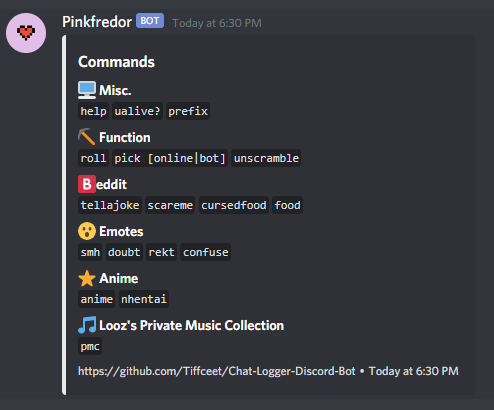 Pinkfredor BOT Today at 6:30 PM
Commands
Misc.
help ualive? prefix
Function
roll pick [online|bot] unscramble
🅱eddit
tellajoke scareme cursedfood food
Emotes
smh doubt rekt confuse
Anime
anime nhentai
Looz's Private Music Collection
pmc
https://github.com/Tiffceet/Chat-Logger-Discord-Bot • Today at 6:30 PM